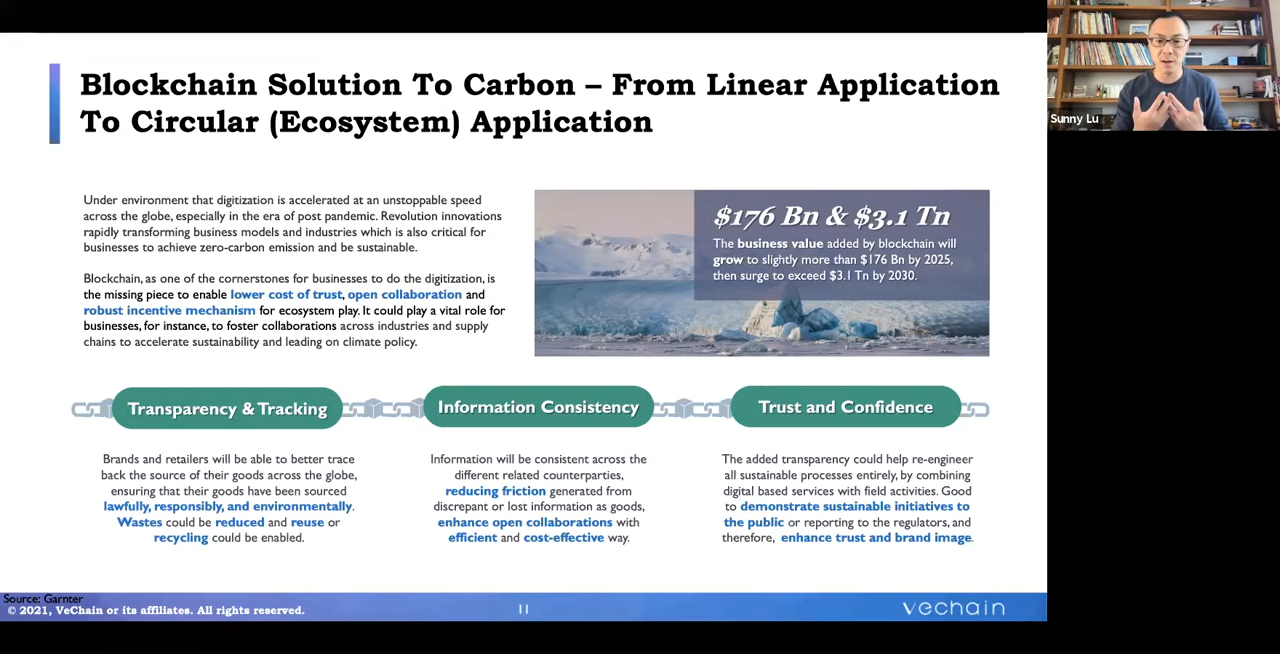 Blockchain Solution To Carbon – From Linear Application
To Circular (Ecosystem) Application
Sunny Lu
Under environment that digitization is accelerated at an unstoppable speed
across the globe, especially in the era of post pandemic. Revolution innovations
rapidly transforming business models and industries which is also critical for
businesses to achieve zero-carbon emission and be sustainable.
Blockchain, as one of the cornerstones for businesses to do the digitization, is
the missing piece to enable lower cost of trust, open collaboration and
robust incentive mechanism for ecosystem play. It could play a vital role for
businesses, for instance, to foster collaborations across industries and supply
chains to accelerate sustainability and leading on climate policy.
$176 Bn & $3.1 Tn
The business value added by blockchain will
grow to slightly more than $176 Bn by 2025,
then surge to exceed $3.1 Tn by 2030.
Transparency & Tracking
Brands and retailers will be able to better trace
back the source of their goods across the globe,
ensuring that their goods have been sourced
lawfully, responsibly, and environmentally.
Wastes could be reduced and reuse or
recycling could be enabled.
Information Consistency
Information will be consistent across the
different related counterparties,
reducing friction generated from
discrepant or lost information as goods,
enhance open collaborations with
efficient and cost-effective way.
Trust and Confidence
The added transparency could help re-engineer
all sustainable processes entirely, by combining
digital based services with field activities. Good
to demonstrate sustainable initiatives to
the public or reporting to the regulators, and
therefore, enhance trust and brand image.
Source: Garnter
© 2021, VeChain or its affiliates. All rights reserved.
11
vechain